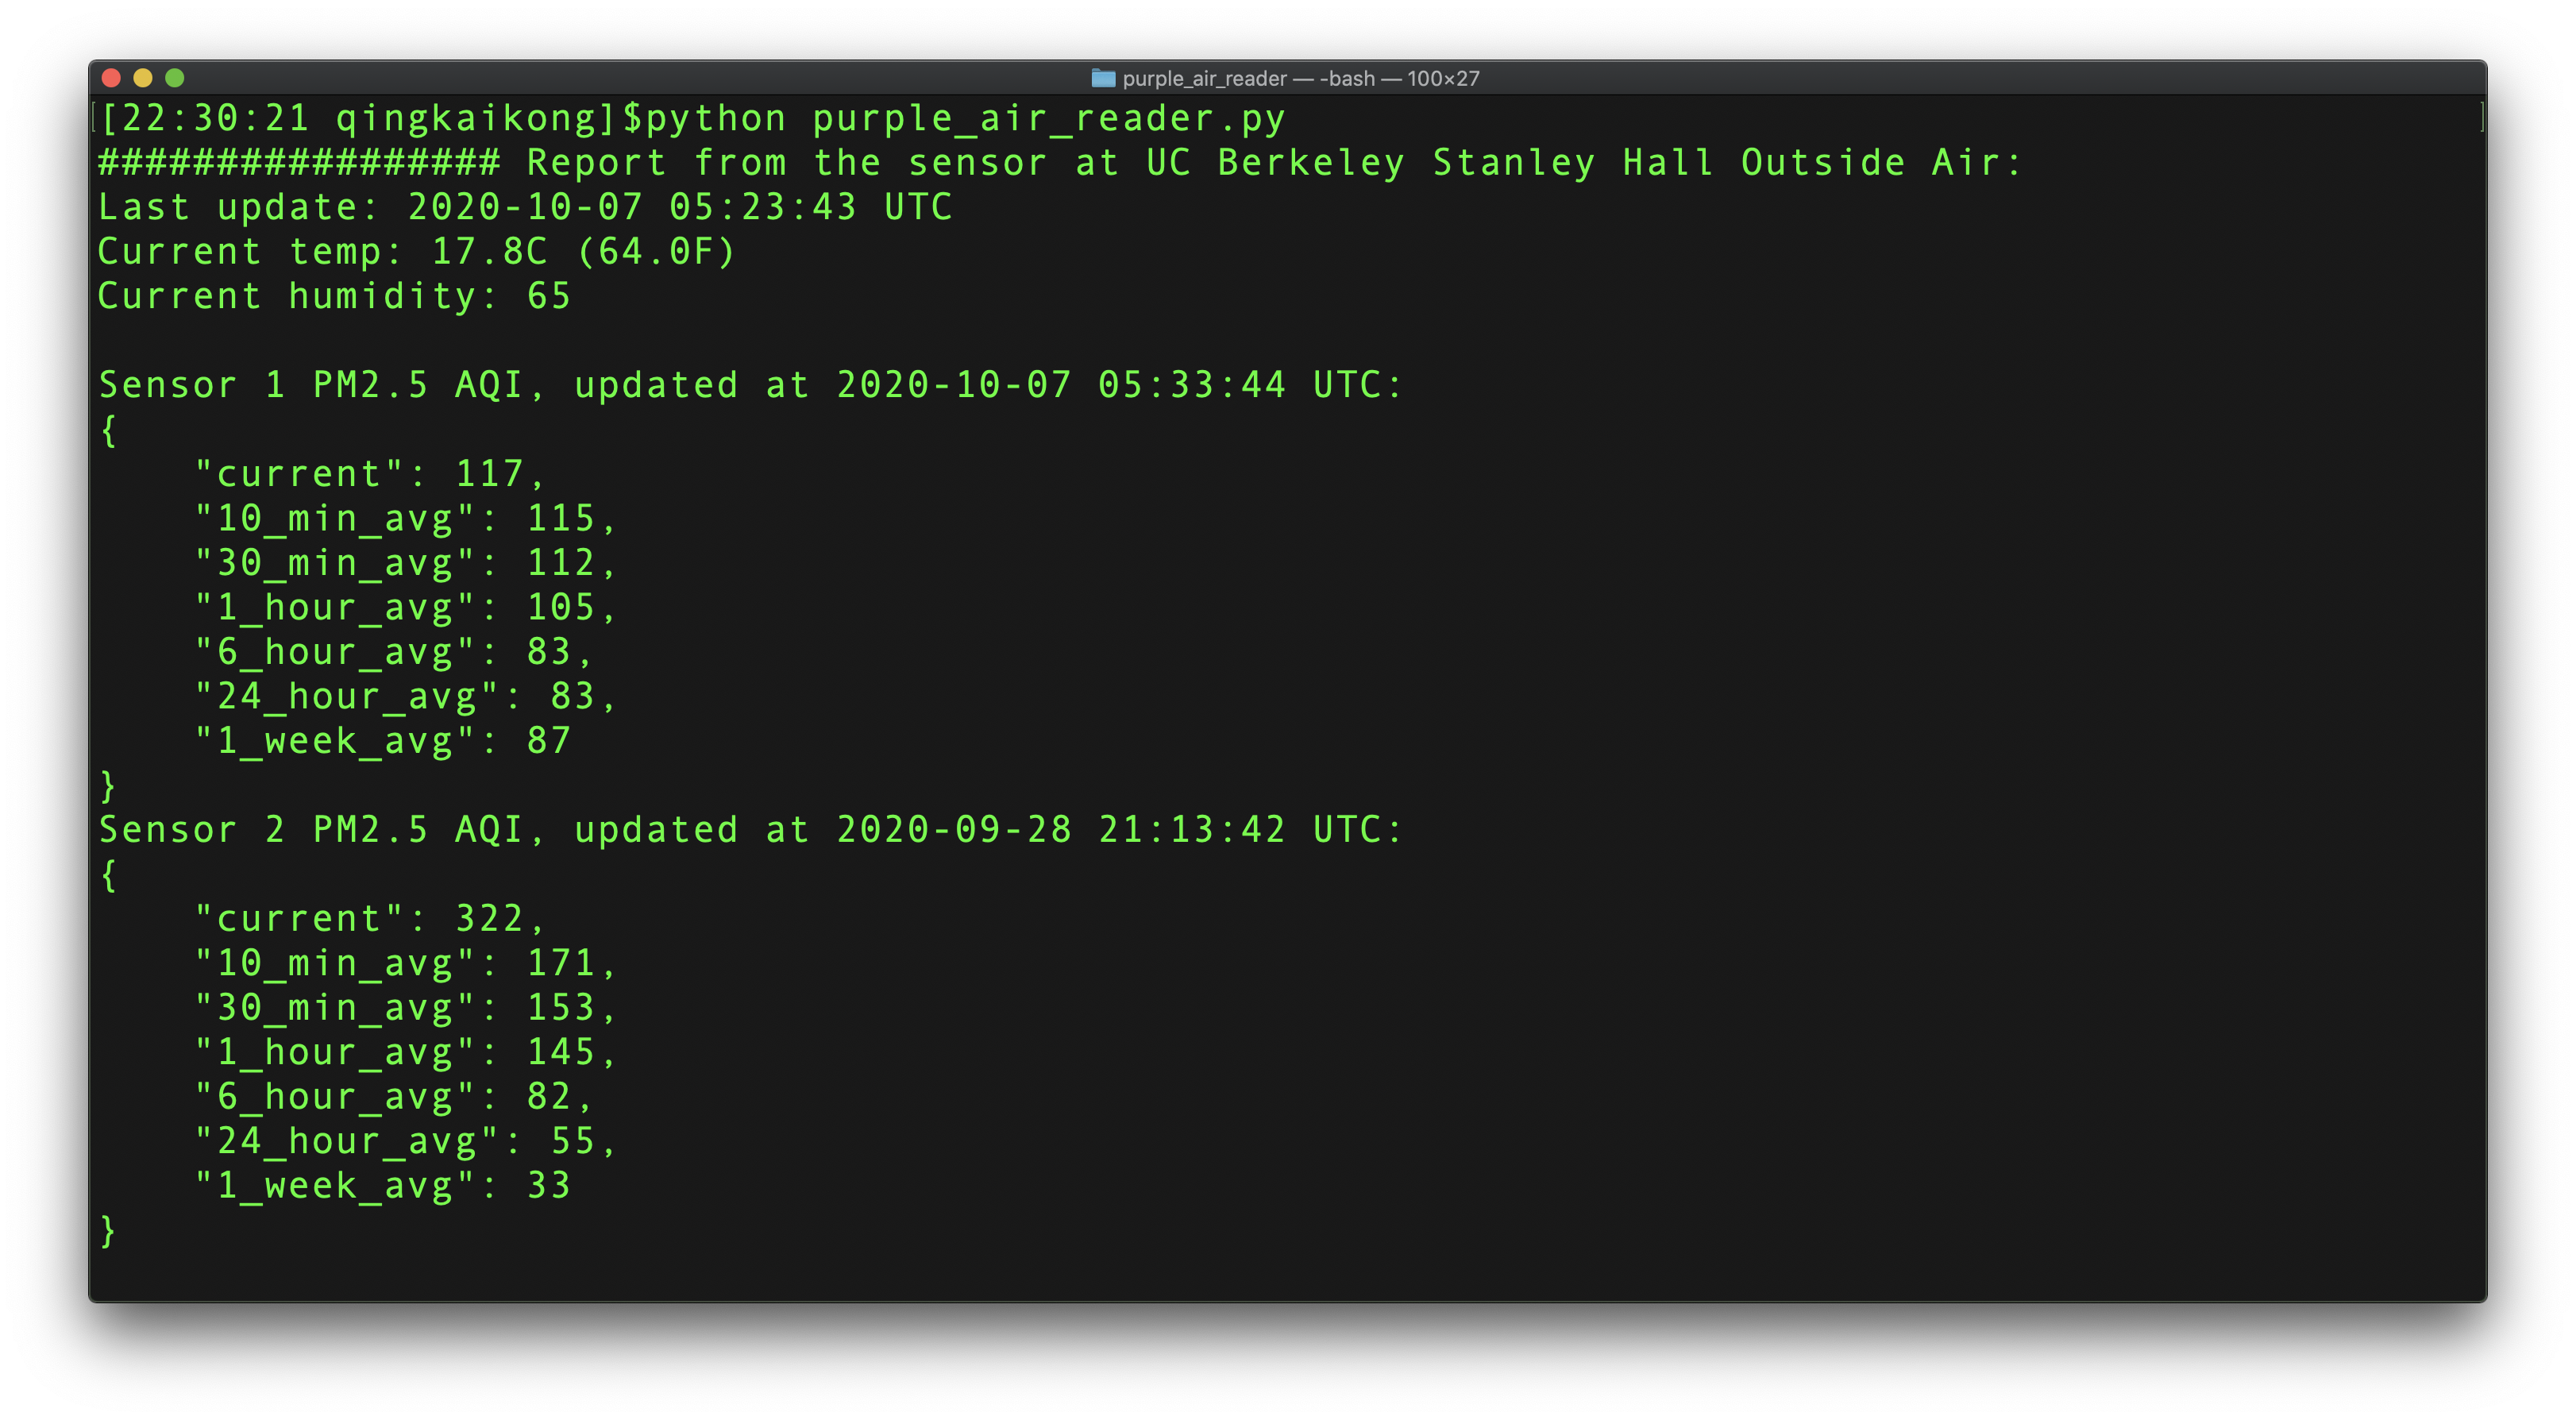 purple_air_reader — -bash — 100×27
[[22:30:21 qingkaikong]$python purple_air_reader.py ]
################# Report from the sensor at UC Berkeley Stanley Hall Outside Air:
Last update: 2020-10-07 05:23:43 UTC
Current temp: 17.8C (64.0F)
Current humidity: 65
Sensor 1 PM2.5 AQI, updated at 2020-10-07 05:33:44 UTC:
{
    "current": 117,
    "10_min_avg": 115,
    "30_min_avg": 112,
    "1_hour_avg": 105,
    "6_hour_avg": 83,
    "24_hour_avg": 83,
    "1_week_avg": 87
}
Sensor 2 PM2.5 AQI, updated at 2020-09-28 21:13:42 UTC:
{
    "current": 322,
    "10_min_avg": 171,
    "30_min_avg": 153,
    "1_hour_avg": 145,
    "6_hour_avg": 82,
    "24_hour_avg": 55,
    "1_week_avg": 33
}